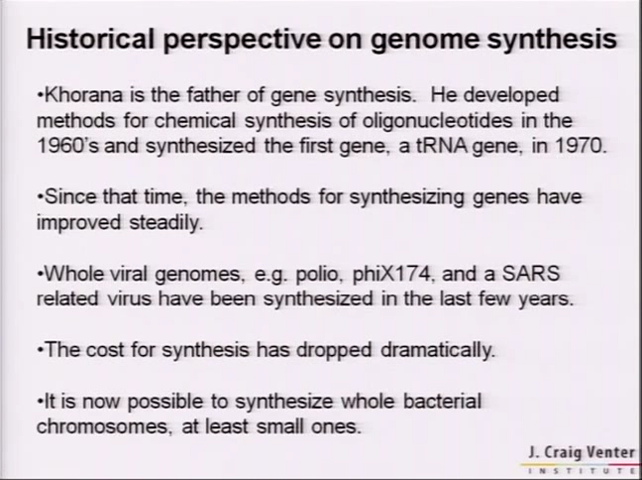 Historical perspective on genome synthesis
•Khorana is the father of gene synthesis.  He developed
methods for chemical synthesis of oligonucleotides in the
1960's and synthesized the first gene, a tRNA gene, in 1970.
•Since that time, the methods for synthesizing genes have
improved steadily.
•Whole viral genomes, e.g. polio, phiX174, and a SARS
related virus have been synthesized in the last few years.
•The cost for synthesis has dropped dramatically.
•It is now possible to synthesize whole bacterial
chromosomes, at least small ones.
J. Craig Venter
INSTITUTE